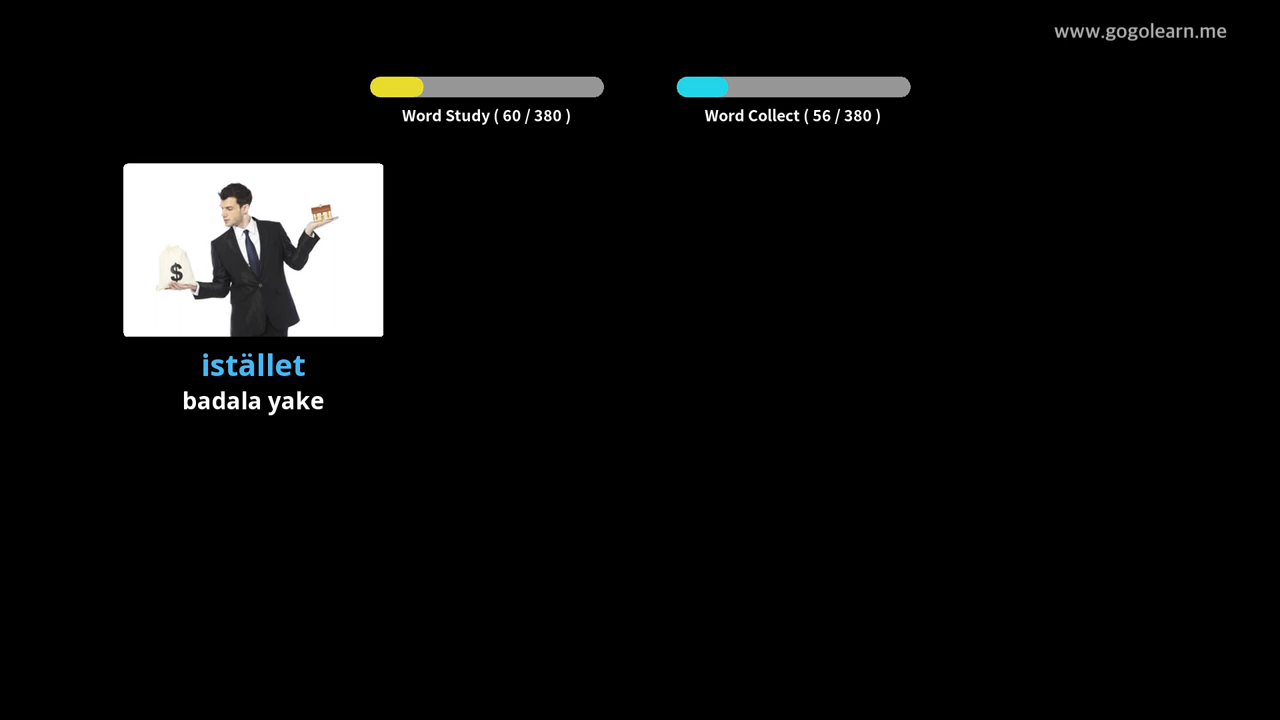 www.gogolearn.me
Word Study ( 60 / 380 )
Word Collect ( 56 / 380 )
$
istället
badala yake